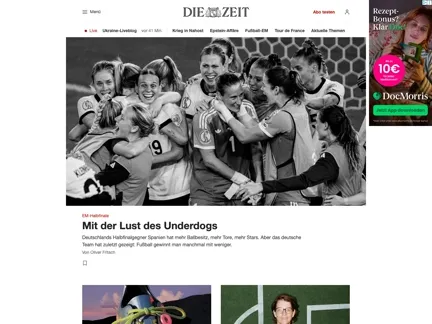 Menü
DIE ZEIT
Abo testen
Live
Ukraine-Liveblog
vor 41 Min
Krieg in Nahost
Epstein-Affäre
Fußball-EM
Tour de France
Aktuelle Themen
Rezept-
Bonus?
Klar
10€
DocMorris
EM-Halbfinale
Mit der Lust des Underdogs
Deutschlands Halbfinalgegner Spanien hat mehr Ballbesitz, mehr Tore, mehr Stars. Aber das deutsche
Team hat zuletzt gezeigt: Fußball gewinnt man manchmal mit weniger.
Von Oliver Fritsch
9